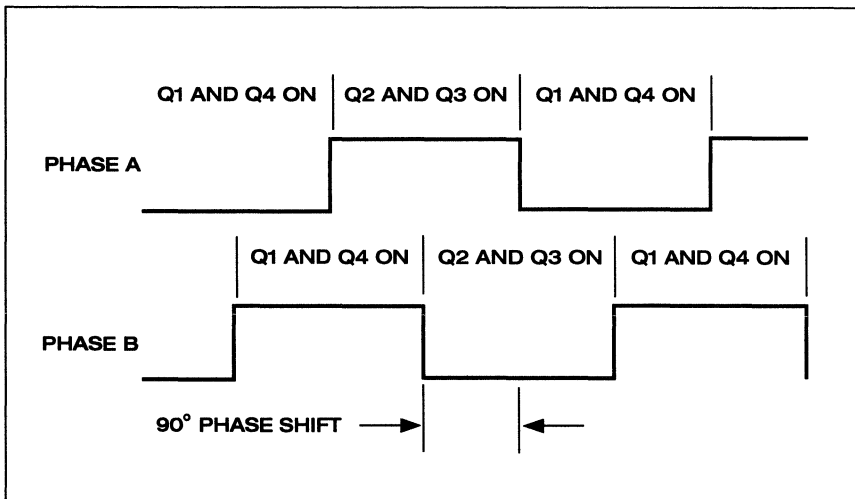 Q1 AND Q4 ON Q2 AND Q3 ON Q1 AND Q4 ON
PHASE A
Q1 AND Q4 ON Q2 AND Q3 ON Q1 AND Q4 ON
PHASE B
90° PHASE SHIFT